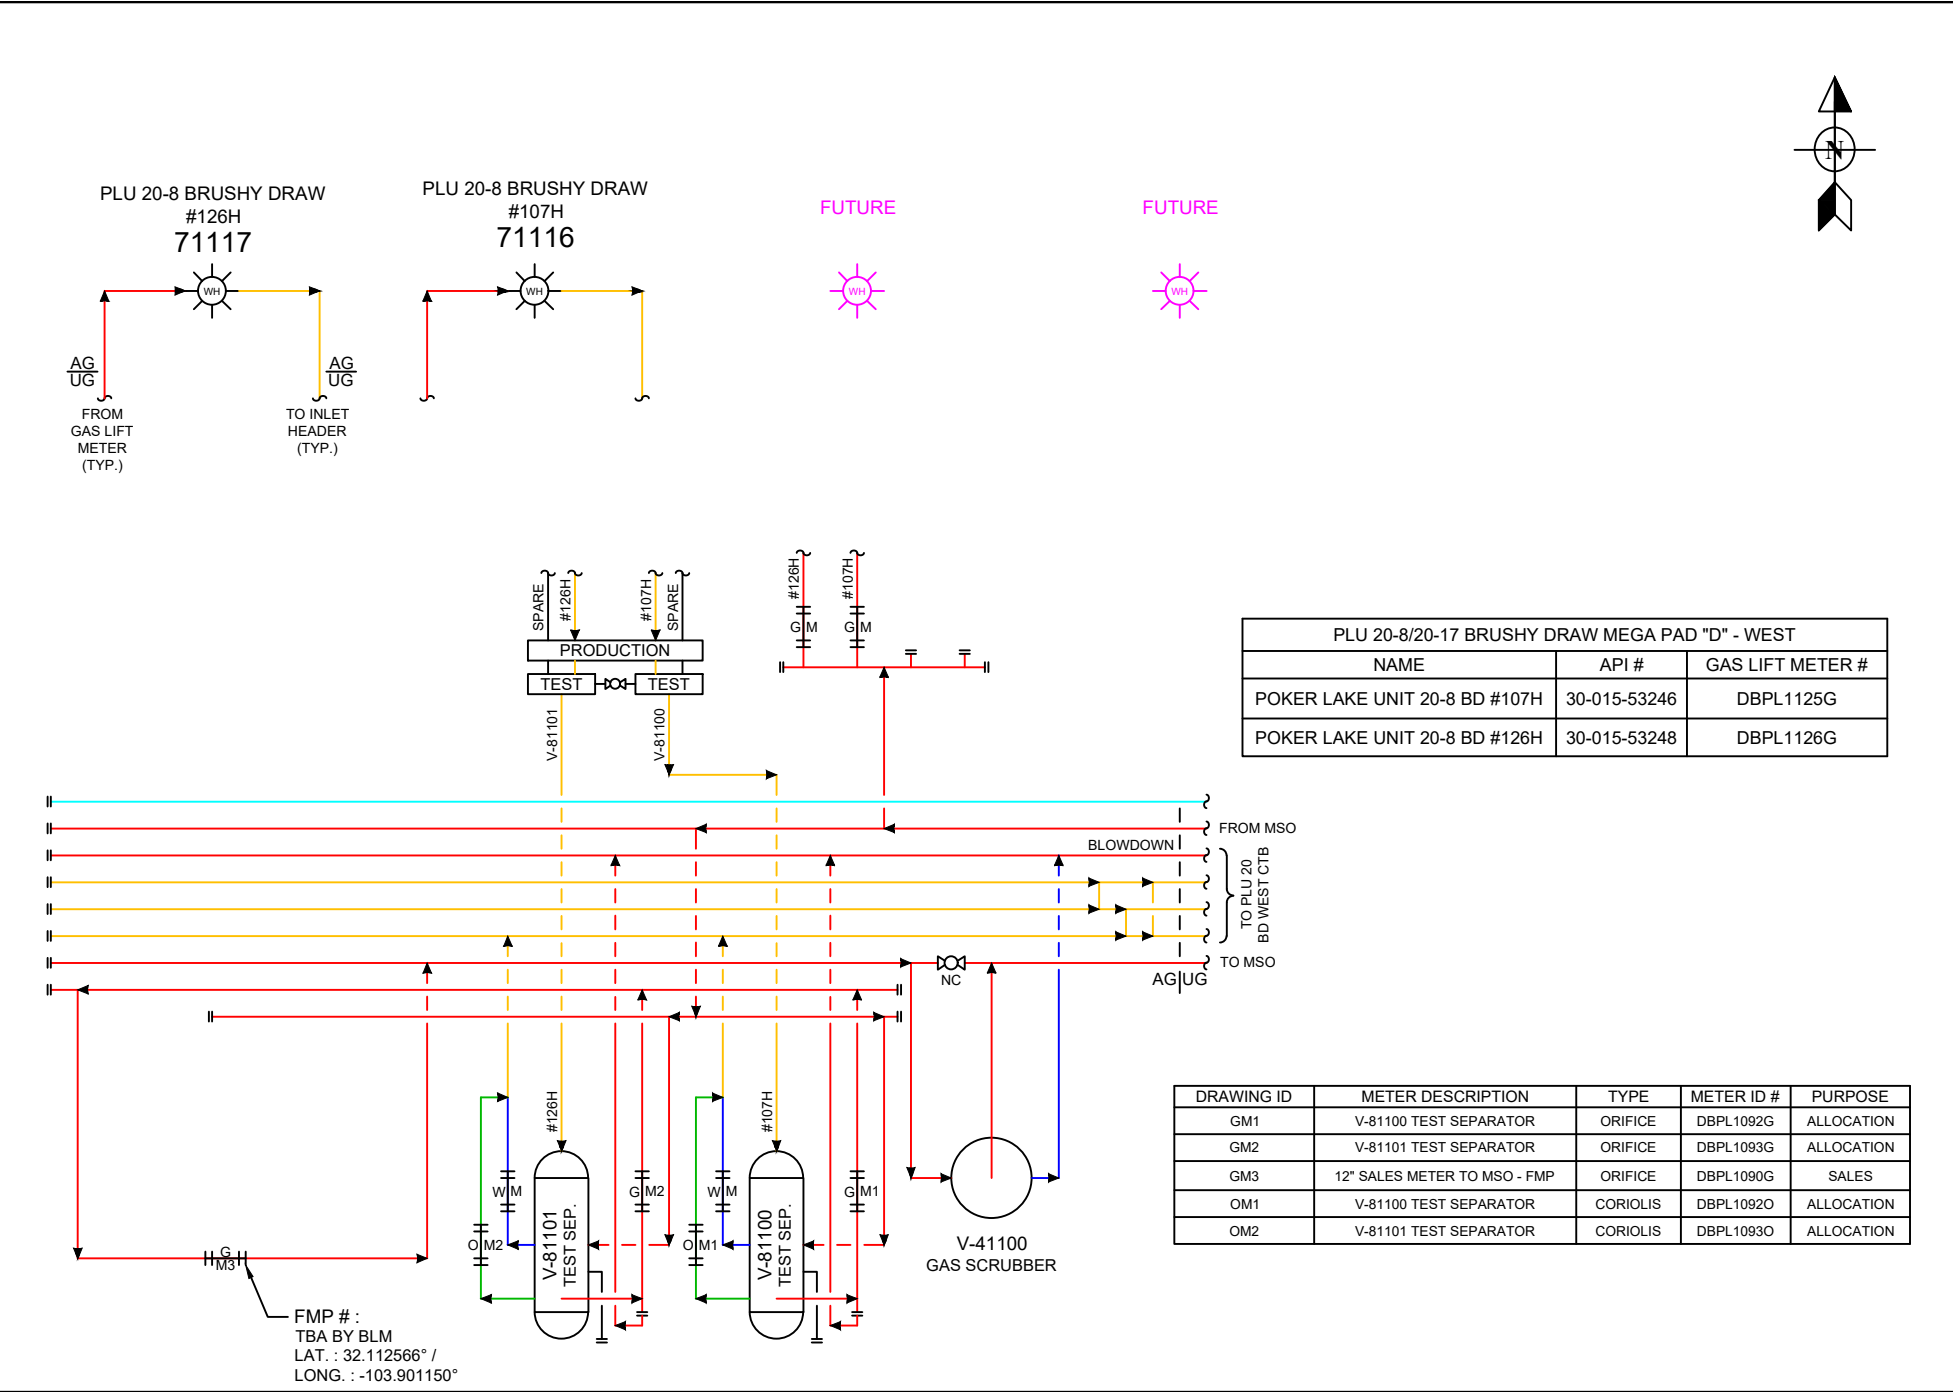 N
PLU 20-8 BRUSHY DRAW
#126H
71117
WH
AG
UG
FROM
GAS LIFT
METER
(TYP.)
AG
UG
TO INLET
HEADER
(TYP.)
PLU 20-8 BRUSHY DRAW
#107H
71116
WH
FUTURE
WH
FUTURE
WH
SPARE
#126H
#107H
SPARE
PRODUCTION
TEST
TEST
V-81101
V-81100
#126H
#107H
G M
G M
PLU 20-8/20-17 BRUSHY DRAW MEGA PAD "D" - WEST
NAME API # GAS LIFT METER #
POKER LAKE UNIT 20-8 BD #107H 30-015-53246 DBPL1125G
POKER LAKE UNIT 20-8 BD #126H 30-015-53248 DBPL1126G
FROM MSO
BLOWDOWN
TO PLU 20
BD WEST CTB
TO MSO
NC
AG UG
#126H
#107H
W M
G M2
W M
G M1
O M2
O M1
V-81101
TEST SEP.
V-81100
TEST SEP.
V-41100
GAS SCRUBBER
G
M3
FMP # :
TBA BY BLM
LAT. : 32.112566° /
LONG. : -103.901150°
DRAWING ID METER DESCRIPTION TYPE METER ID # PURPOSE
GM1 V-81100 TEST SEPARATOR ORIFICE DBPL1092G ALLOCATION
GM2 V-81101 TEST SEPARATOR ORIFICE DBPL1093G ALLOCATION
GM3 12" SALES METER TO MSO - FMP ORIFICE DBPL1090G SALES
OM1 V-81100 TEST SEPARATOR CORIOLIS DBPL1092O ALLOCATION
OM2 V-81101 TEST SEPARATOR CORIOLIS DBPL1093O ALLOCATION